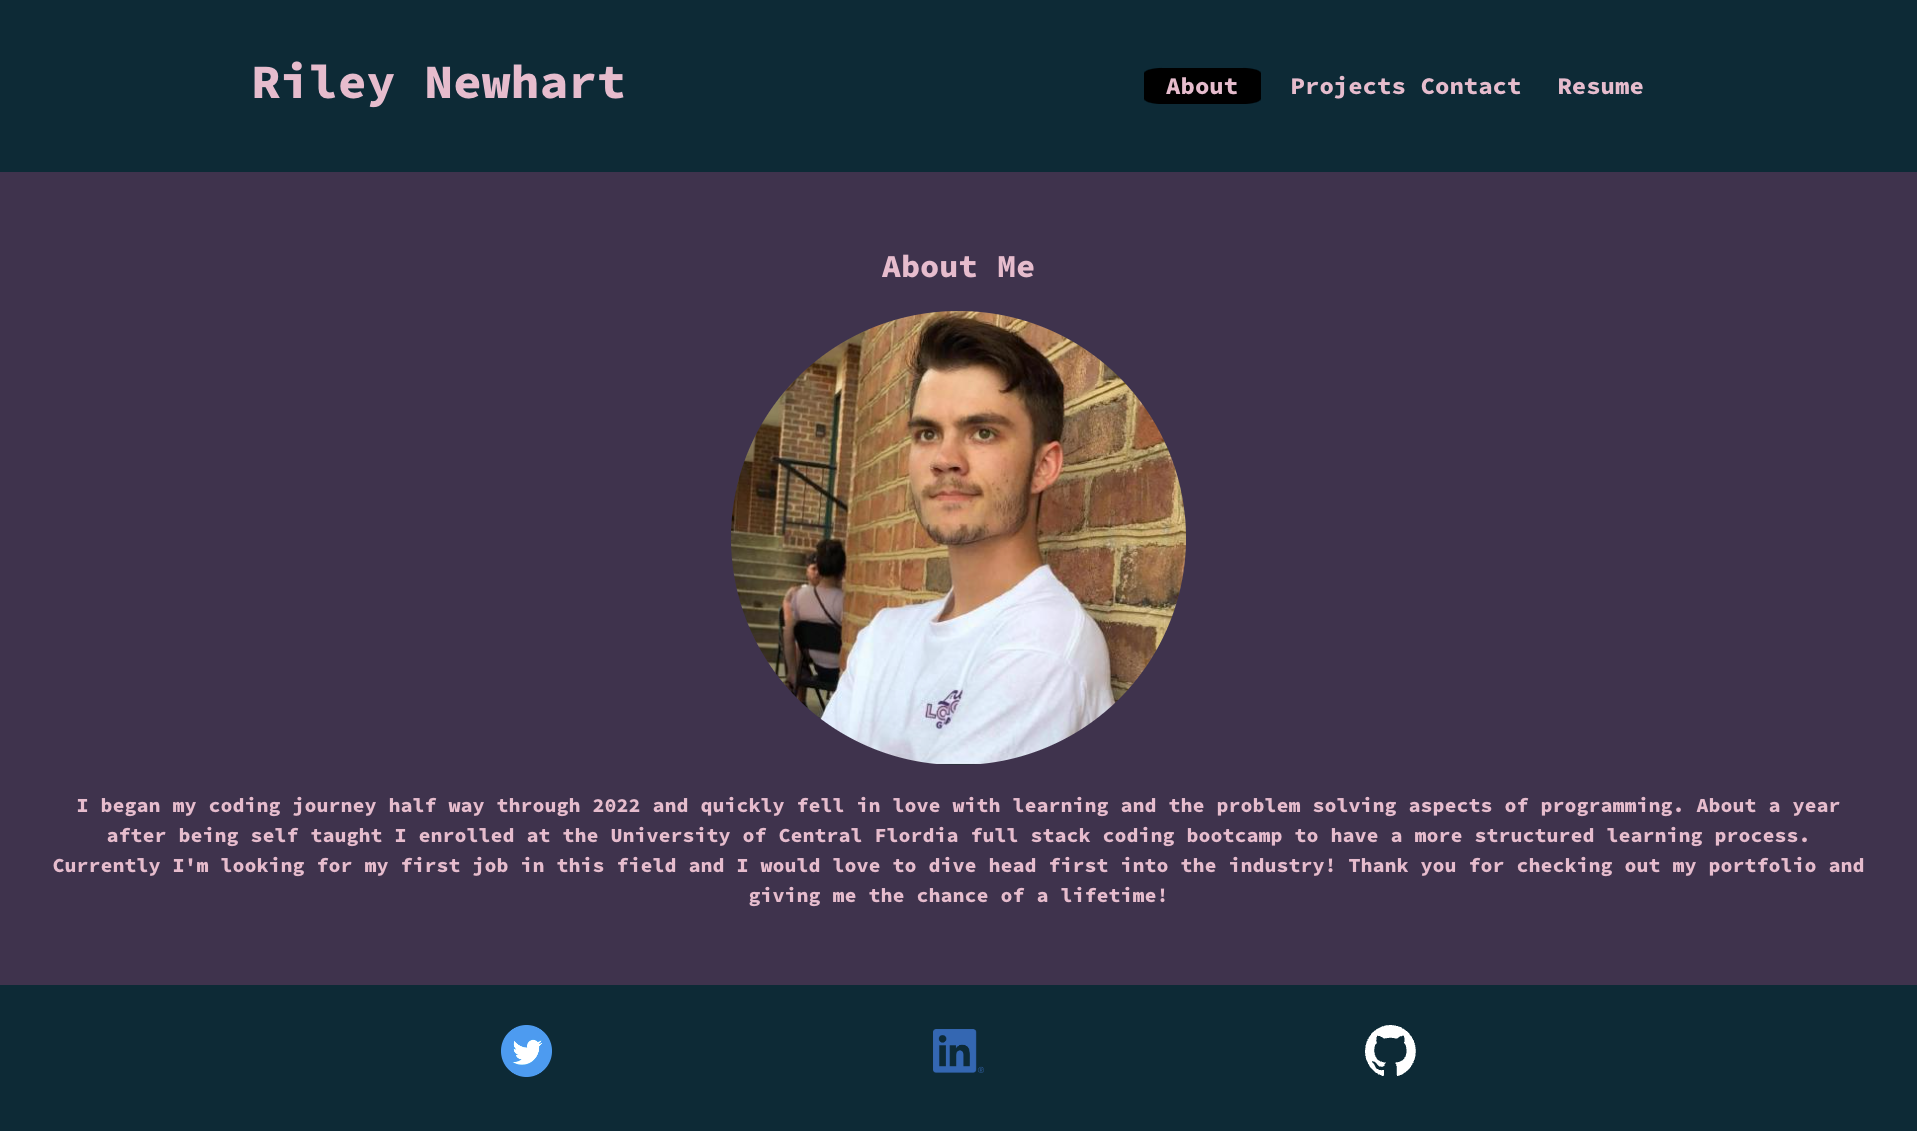 Riley Newhart
About Projects Contact Resume
About Me
I began my coding journey half way through 2022 and quickly fell in love with learning and the problem solving aspects of programming. About a year
after being self taught I enrolled at the University of Central Flordia full stack coding bootcamp to have a more structured learning process.
Currently I'm looking for my first job in this field and I would love to dive head first into the industry! Thank you for checking out my portfolio and
giving me the chance of a lifetime!
in